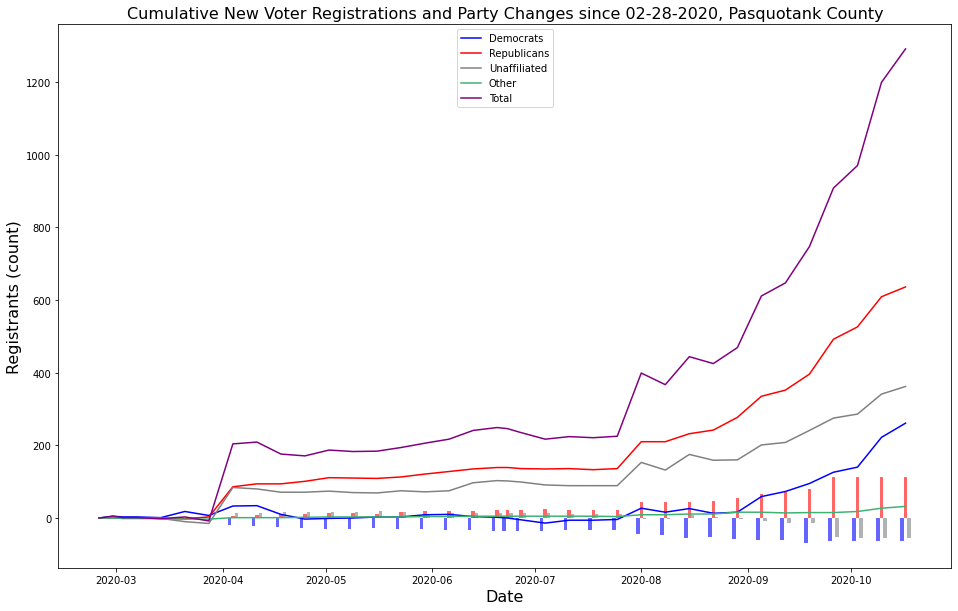 Cumulative New Voter Registrations and Party Changes since 02-28-2020, Pasquotank County
Democrats
Republicans
Unaffiliated
Other
Total
Registrants (count)
1200
1000
800
600
400
200
0
2020-03 2020-04 2020-05 2020-06 2020-07 2020-08 2020-09 2020-10
Date